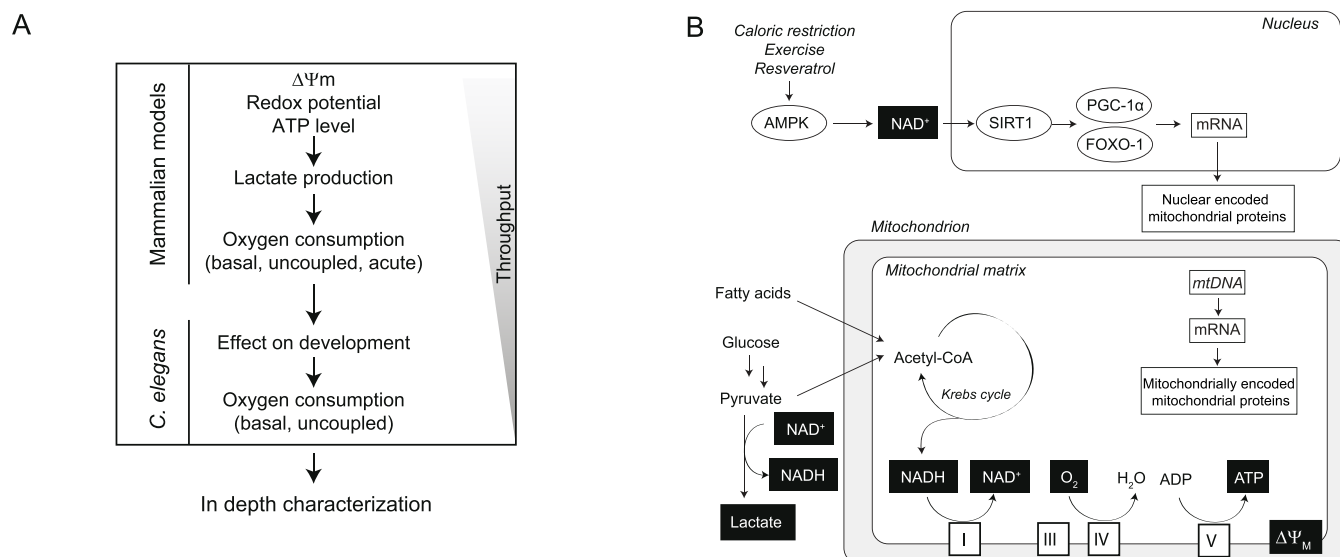 A
Mammalian models
ΔΨm
Redox potential
ATP level
Lactate production
Oxygen consumption
(basal, uncoupled, acute)
C. elegans
Effect on development
Oxygen consumption
(basal, uncoupled)
Throughput
In depth characterization
B
Caloric restriction
Exercise
Resveratrol
AMPK
NAD+
Nucleus
SIRT1
PGC-1α
FOXO-1
mRNA
Nuclear encoded
mitochondrial proteins
Mitochondrion
Mitochondrial matrix
Fatty acids
Glucose
Pyruvate
NAD+
NADH
Lactate
Acetyl-CoA
Krebs cycle
mtDNA
mRNA
Mitochondrially encoded
mitochondrial proteins
NADH
NAD+
O2
H2O
ADP
ATP
I
III
IV
V
ΔΨM